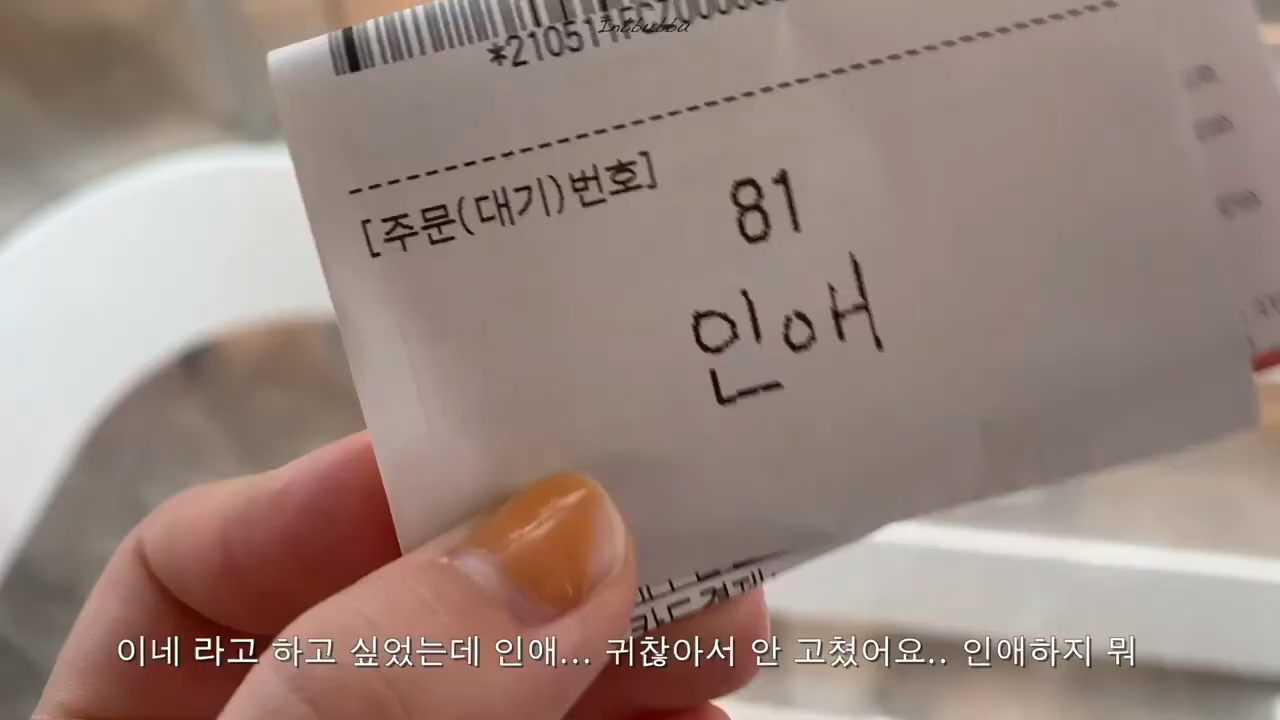 Inbbubbu
[주문(대기)번호]
81
인애
이네 라고 하고 싶었는데 인애... 귀찮아서 안 고쳤어요.. 인애하지 뭐